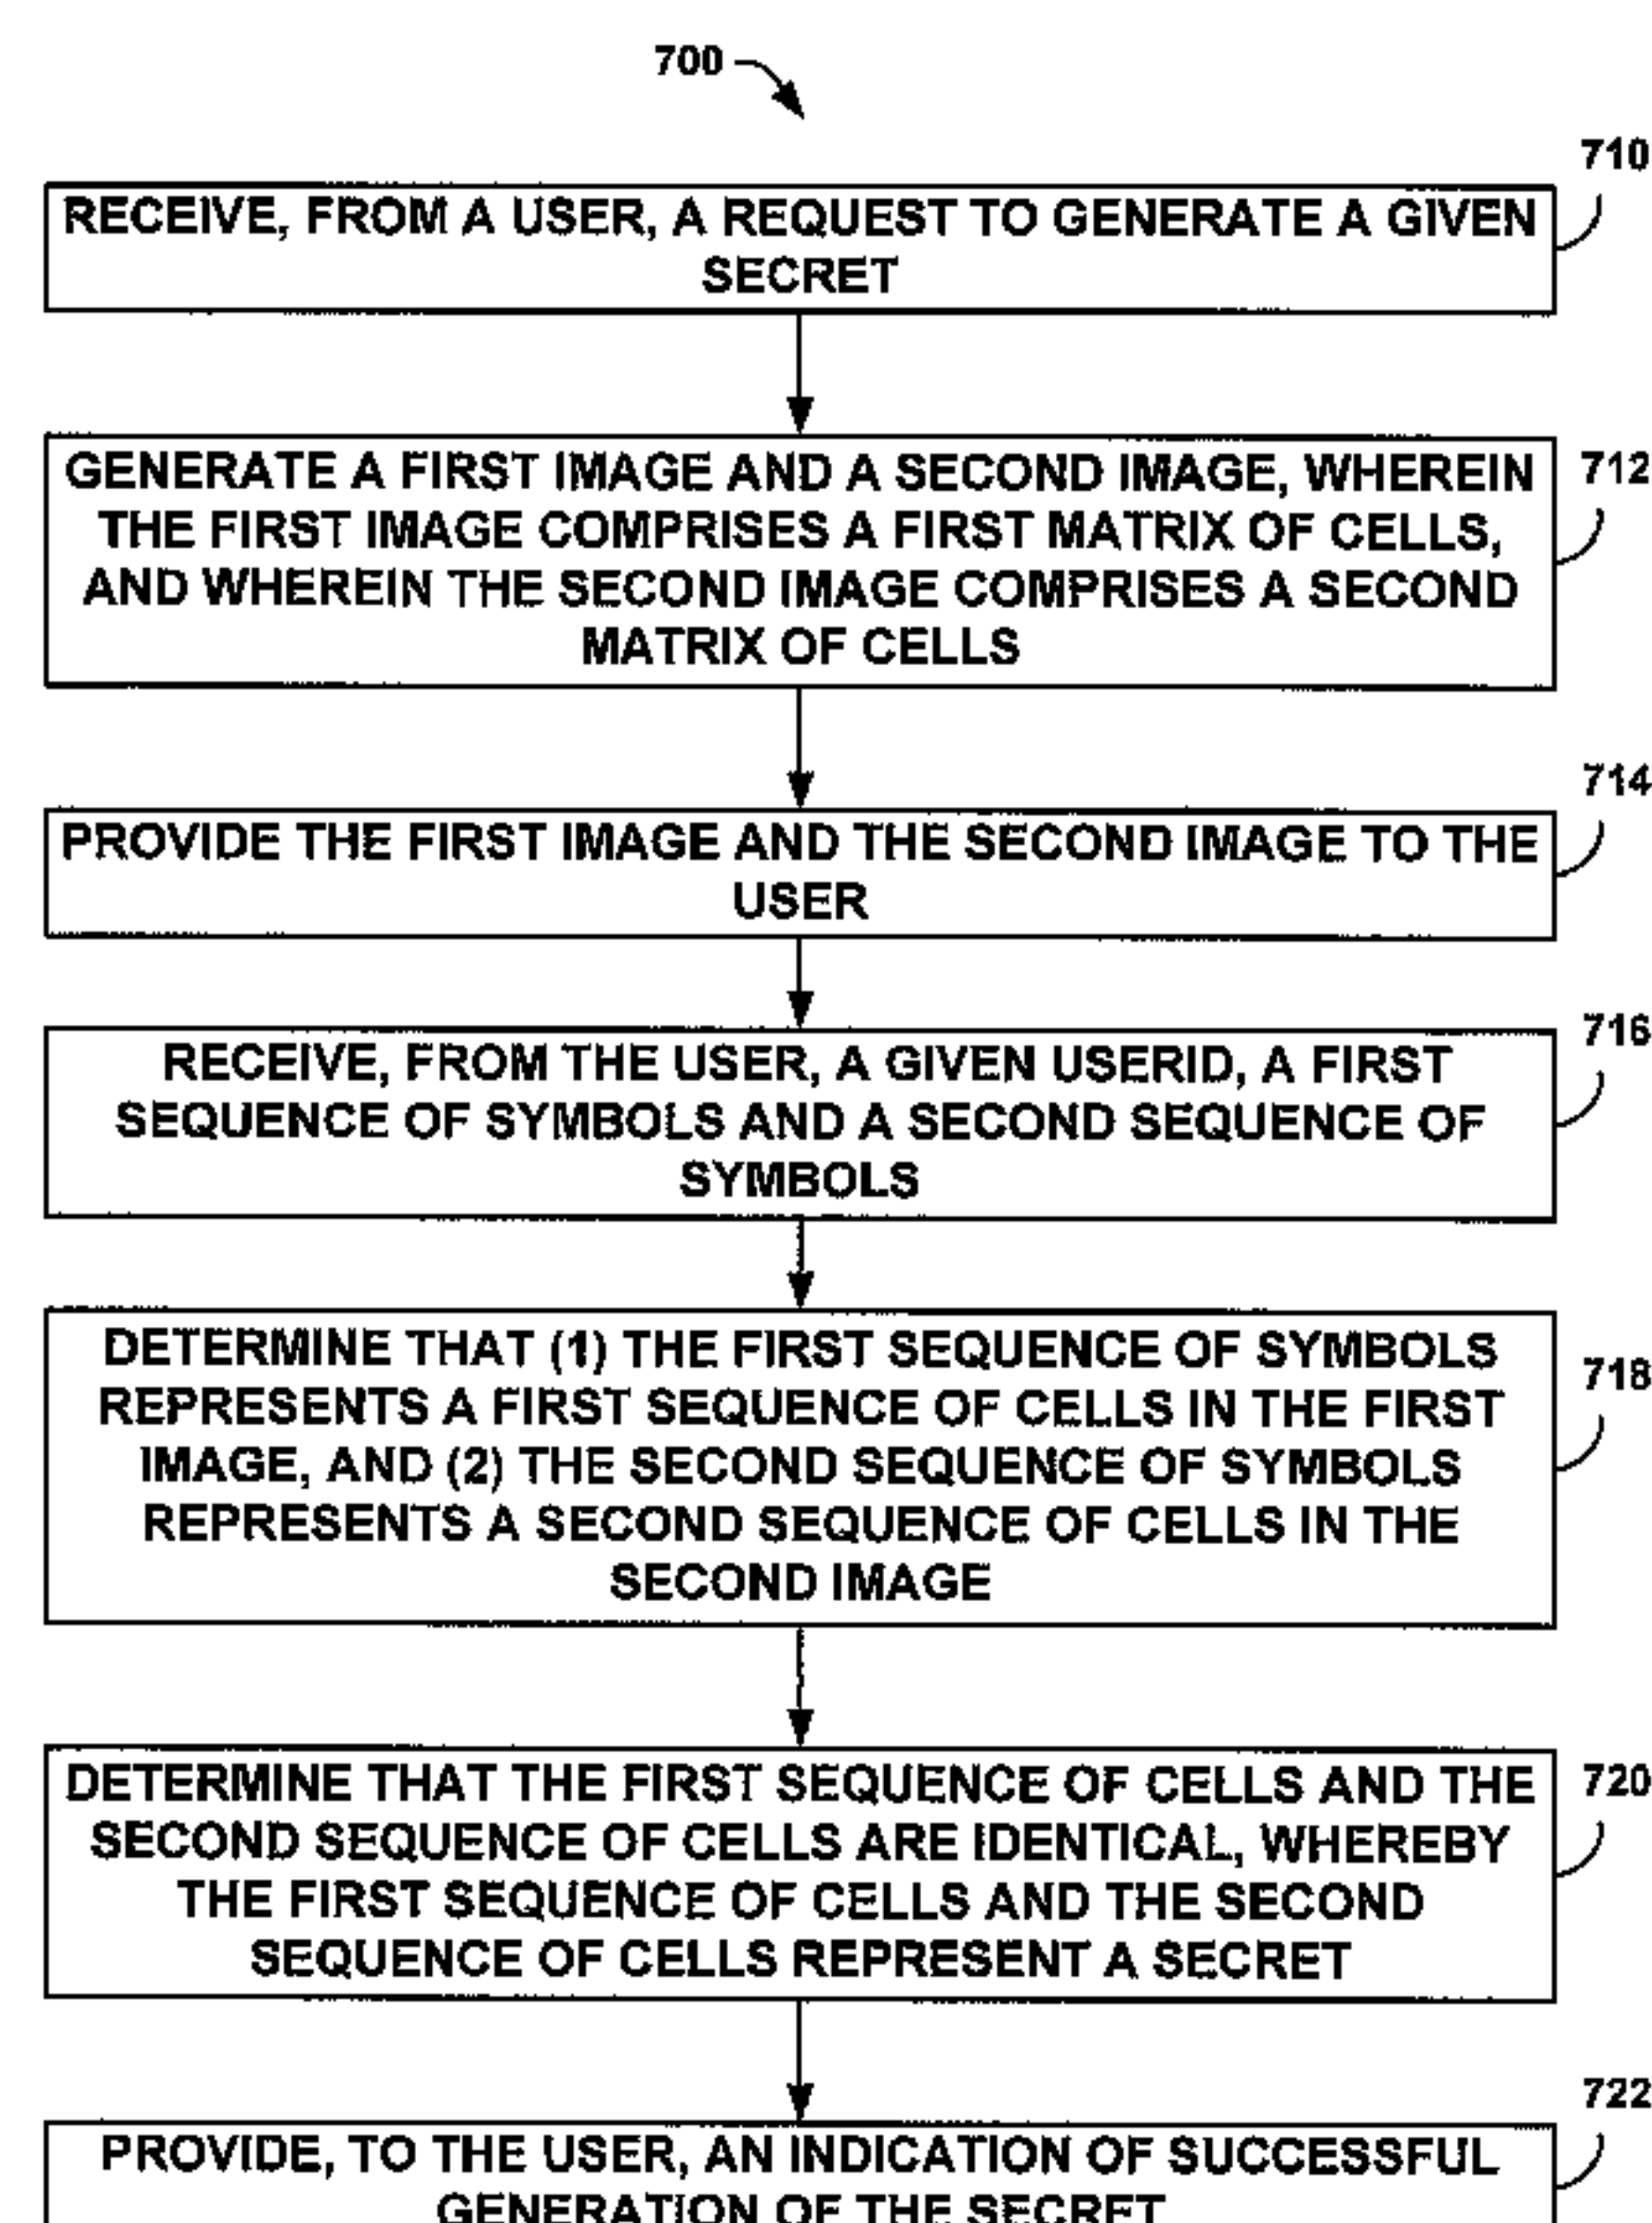 700
710
RECEIVE, FROM A USER, A REQUEST TO GENERATE A GIVEN
SECRET
712
GENERATE A FIRST IMAGE AND A SECOND IMAGE, WHEREIN
THE FIRST IMAGE COMPRISES A FIRST MATRIX OF CELLS,
AND WHEREIN THE SECOND IMAGE COMPRISES A SECOND
MATRIX OF CELLS
714
PROVIDE THE FIRST IMAGE AND THE SECOND IMAGE TO THE
USER
716
RECEIVE, FROM THE USER, A GIVEN USERID, A FIRST
SEQUENCE OF SYMBOLS AND A SECOND SEQUENCE OF
SYMBOLS
718
DETERMINE THAT (1) THE FIRST SEQUENCE OF SYMBOLS
REPRESENTS A FIRST SEQUENCE OF CELLS IN THE FIRST
IMAGE, AND (2) THE SECOND SEQUENCE OF SYMBOLS
REPRESENTS A SECOND SEQUENCE OF CELLS IN THE
SECOND IMAGE
720
DETERMINE THAT THE FIRST SEQUENCE OF CELLS AND THE
SECOND SEQUENCE OF CELLS ARE IDENTICAL, WHEREBY
THE FIRST SEQUENCE OF CELLS AND THE SECOND
SEQUENCE OF CELLS REPRESENT A SECRET
722
PROVIDE, TO THE USER, AN INDICATION OF SUCCESSFUL
GENERATION OF THE SECRET